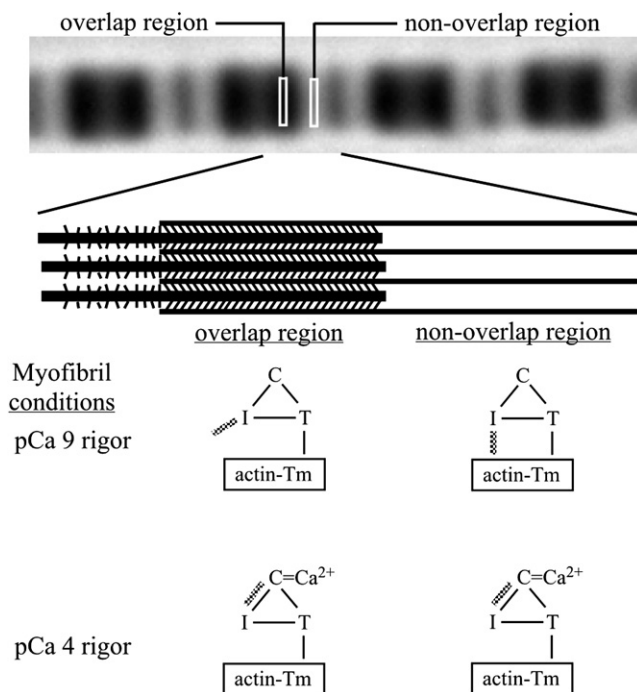 overlap region non-overlap region
overlap region non-overlap region
Myofibril
conditions
C C
pCa 9 rigor I T I T
actin-Tm actin-Tm
C=Ca²⁺ C=Ca²⁺
I T I T
pCa 4 rigor
actin-Tm actin-Tm